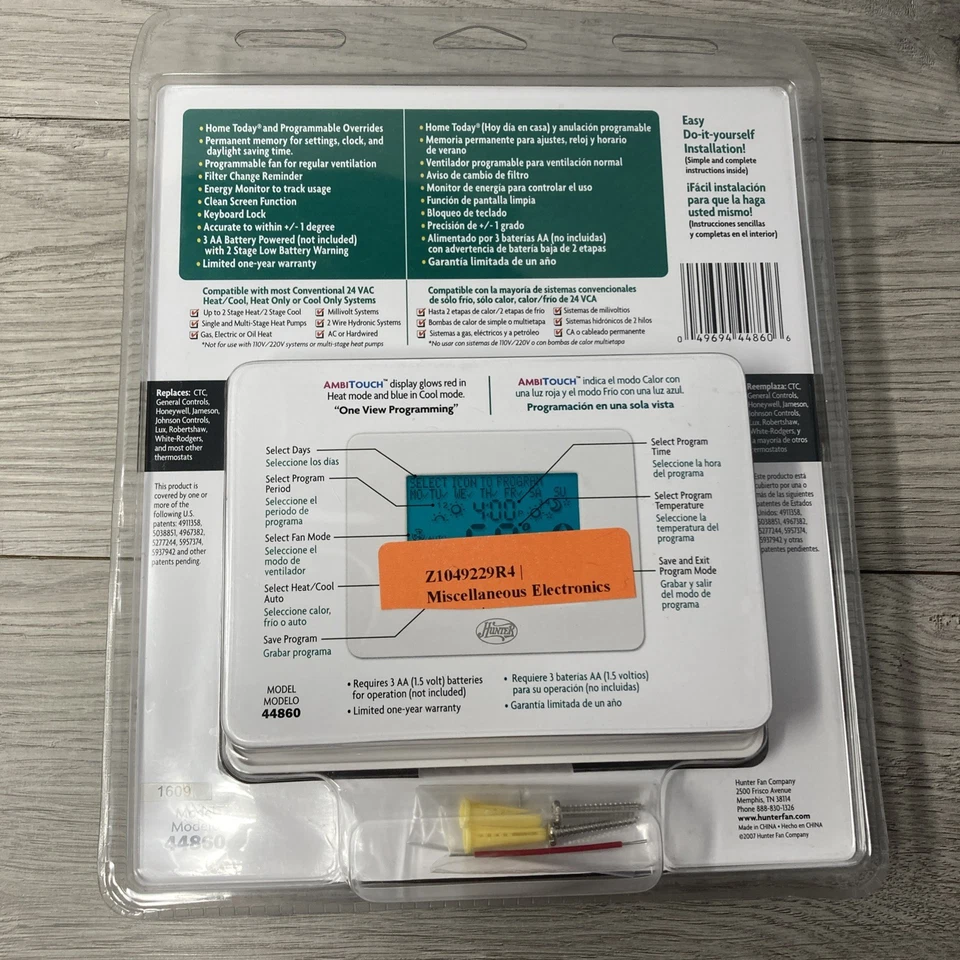 • Home Today® and Programmable Overrides
• Permanent memory for settings, clock, and
daylight saving time.
• Programmable fan for regular ventilation
• Filter Change Reminder
• Energy Monitor to track usage
• Clean Screen Function
• Keyboard Lock
• Accurate to within +/- 1 degree
• 3 AA Battery Powered (not included)
with 2 Stage Low Battery Warning
• Limited one-year warranty
• Home Today® (Hoy día en casa) y anulación programable
• Memoria permanente para ajustes, reloj y horario
de verano
• Ventilador programable para ventilación normal
• Aviso de cambio de filtro
• Monitor de energía para controlar el uso
• Función de pantalla limpia
• Bloqueo de teclado
• Precisión de +/- 1 grado
• Alimentado por 3 baterías AA (no incluidas)
con advertencia de batería baja de 2 etapas
• Garantía limitada de un año
Easy
Do-it-yourself
Installation!
(Simple and complete
instructions inside)
¡Fácil instalación
para que la haga
usted mismo!
(Instrucciones sencillas
y completas en el interior)
0 49694 44860 6
Compatible with most Conventional 24 VAC
Heat/Cool, Heat Only or Cool Only Systems
Up to 2 Stage Heat/2 Stage Cool
Single and Multi-Stage Heat Pumps
Gas, Electric or Oil Heat
Millivolt Systems
2 Wire Hydronic Systems
AC or Hardwired
*Not for use with 110V/220V systems or multi-stage heat pumps
Compatible con la mayoría de sistemas convencionales
de sólo frío, sólo calor, calor/frío de 24 VCA
Hasta 2 etapas de calor/2 etapas de frío
Bombas de calor simple o multietapa
Sistemas a gas, eléctricos y a petróleo
Sistemas de milivoltios
Sistemas hidrónicos de 2 hilos
CA o cableado permanente
*No usar con sistemas de 110V/220V o con bombas de calor multietapa
Replaces: CTC,
General Controls,
Honeywell, Jameson,
Johnson Controls,
Lux, Robertshaw,
White-Rodgers,
and most other
thermostats
This product is
covered by one or
more of the
following U.S.
patents: 4911358,
5038851, 4967382,
5277244, 5957374,
5937942 and other
patents pending.
AMBITOUCH™ display glows red in
Heat mode and blue in Cool mode.
"One View Programming"
AMBITOUCH™ indica el modo Calor con
una luz roja y el modo Frío con una luz azul.
Programación en una sola vista
Reemplaza: CTC,
General Controls,
Honeywell, Jameson,
Johnson Controls,
Lux, Robertshaw,
White-Rodgers, y
la mayoría de otros
termostatos
Este producto está
cubierto por una o
más de las siguientes
patentes de Estados
Unidos: 4911358,
5038851, 4967382,
5277244, 5957374,
5937942 y otras
patentes pendientes.
Select Days
Seleccione los días
Select Program
Period
Seleccione el
periodo de
programa
Select Fan Mode
Seleccione el
modo de
ventilador
Select Heat/Cool
Auto
Seleccione calor,
frío o auto
Save Program
Grabar programa
SELECT ICON TO PROGRAM
MO TU WE TH FR SA SU
4:00
Select Program
Time
Seleccione la hora
del programa
Select Program
Temperature
Seleccione la
temperatura del
programa
Save and Exit
Program Mode
Grabar y salir
del modo de
programa
Z1049229R4 |
Miscellaneous Electronics
HUNTER
MODEL
MODELO
44860
• Requires 3 AA (1.5 volt) batteries
for operation (not included)
• Limited one-year warranty
• Requiere 3 baterías AA (1.5 voltios)
para su operación (no incluidas)
• Garantía limitada de un año
1609
Model
44860
Hunter Fan Company
2500 Frisco Avenue
Memphis, TN 38114
Phone 888-830-1326
www.hunterfan.com
Made in CHINA • Hecho en CHINA
©2007 Hunter Fan Company